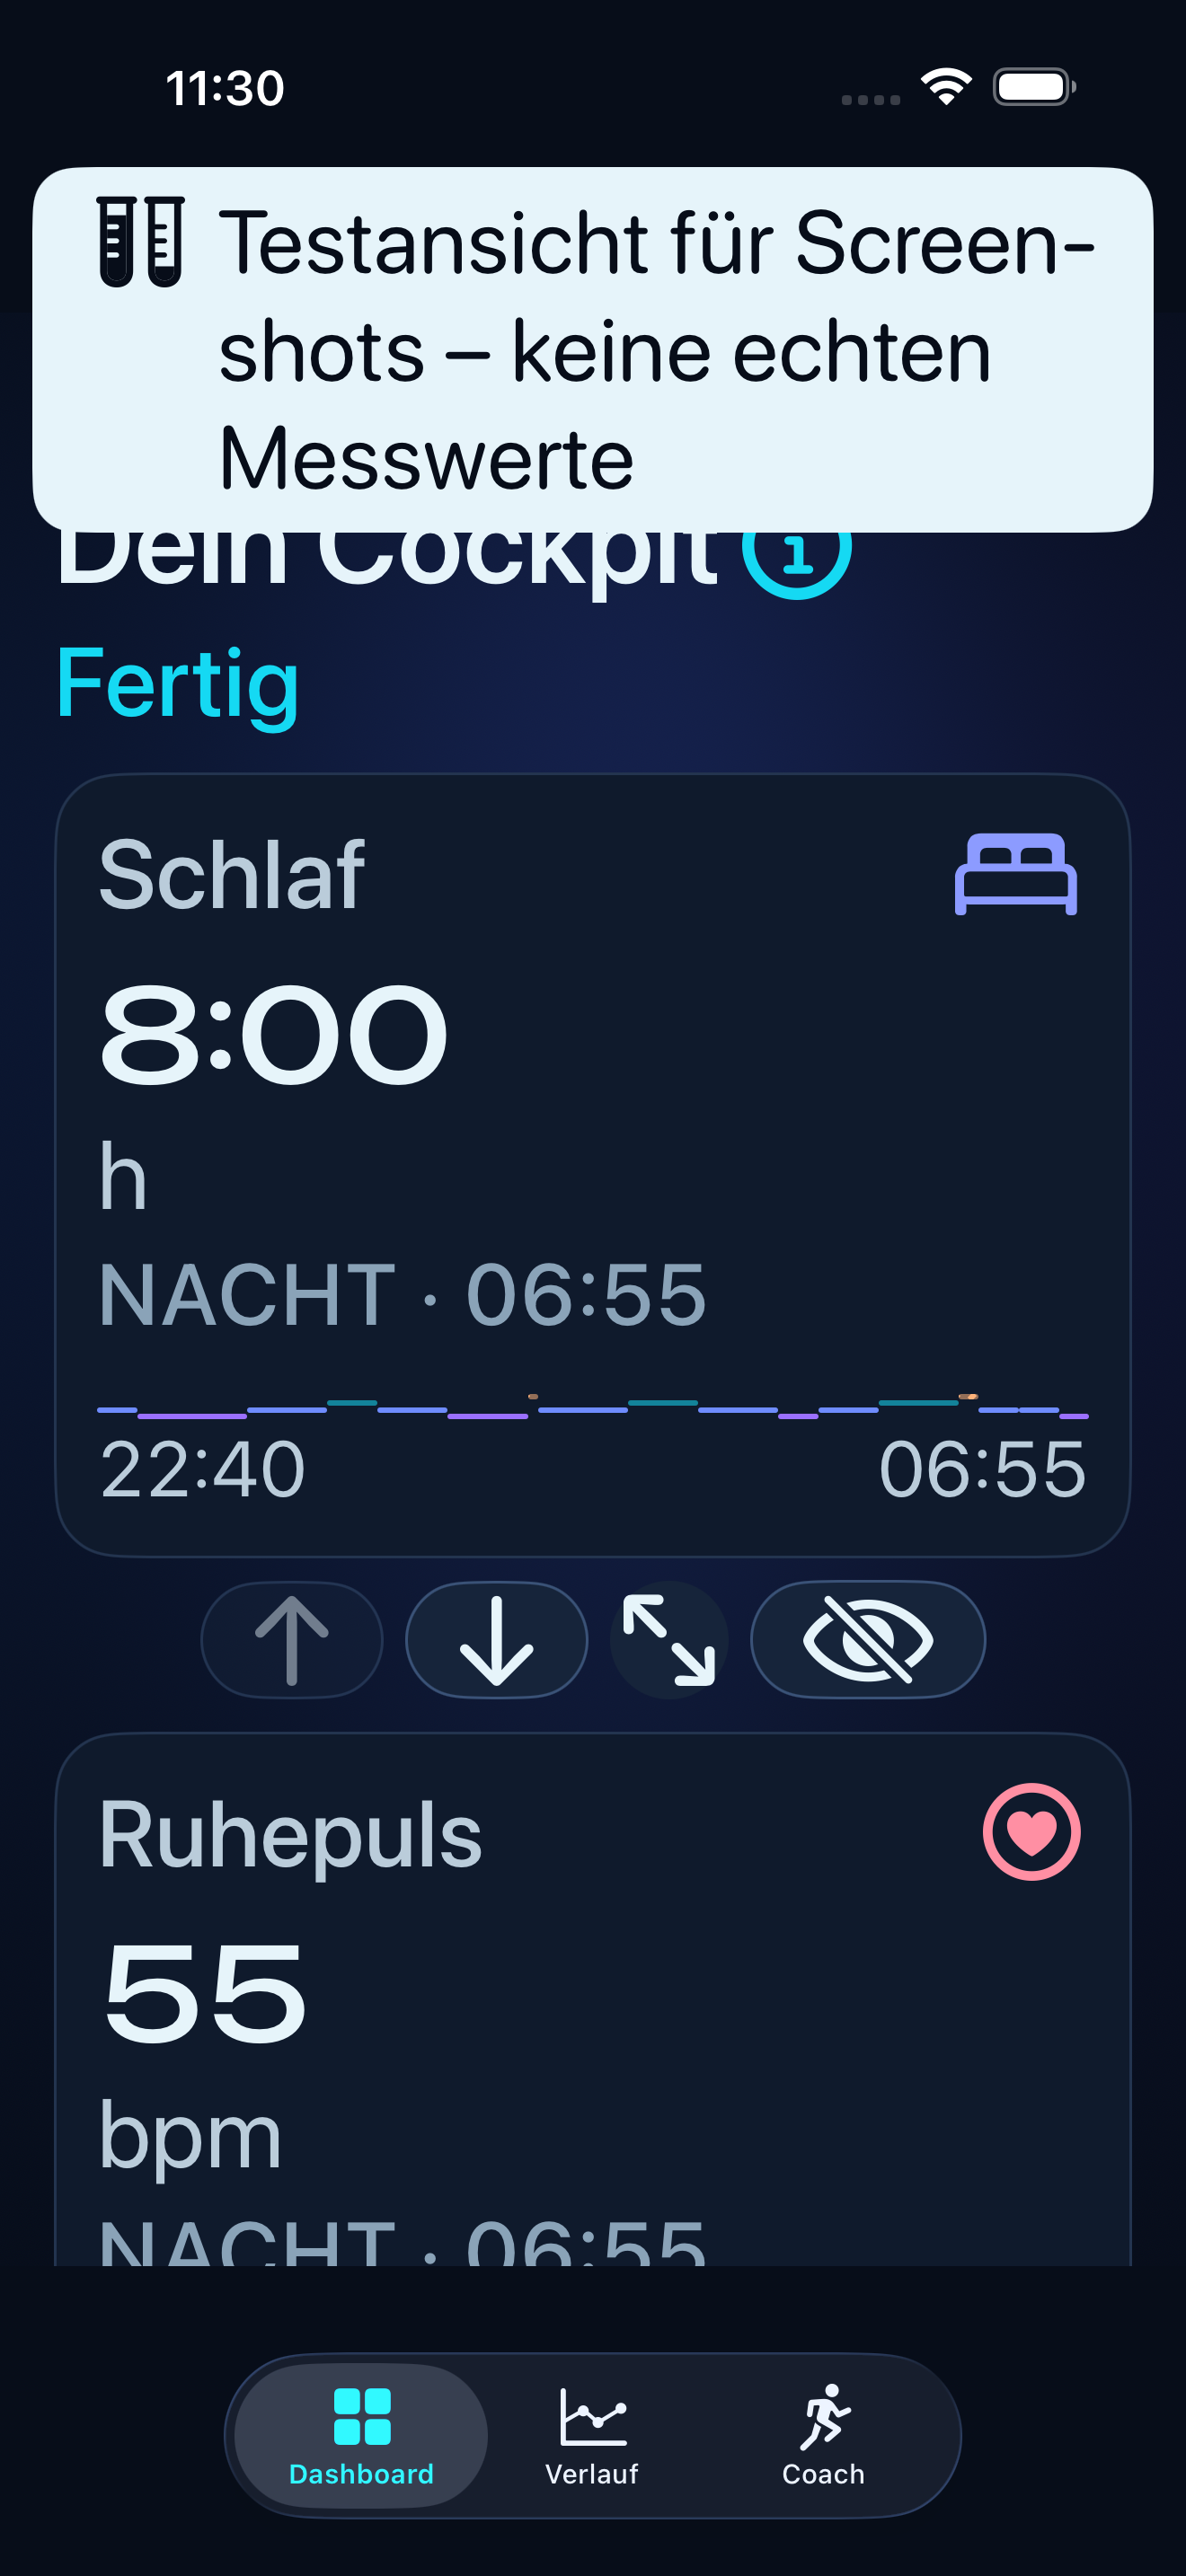 11:30
Testansicht für Screen-
shots – keine echten
Messwerte
Dein Cockpit
Fertig
Schlaf
8:00
h
NACHT · 06:55
22:40 06:55
Ruhepuls
55
bpm
NACHT · 06:55
Dashboard Verlauf Coach